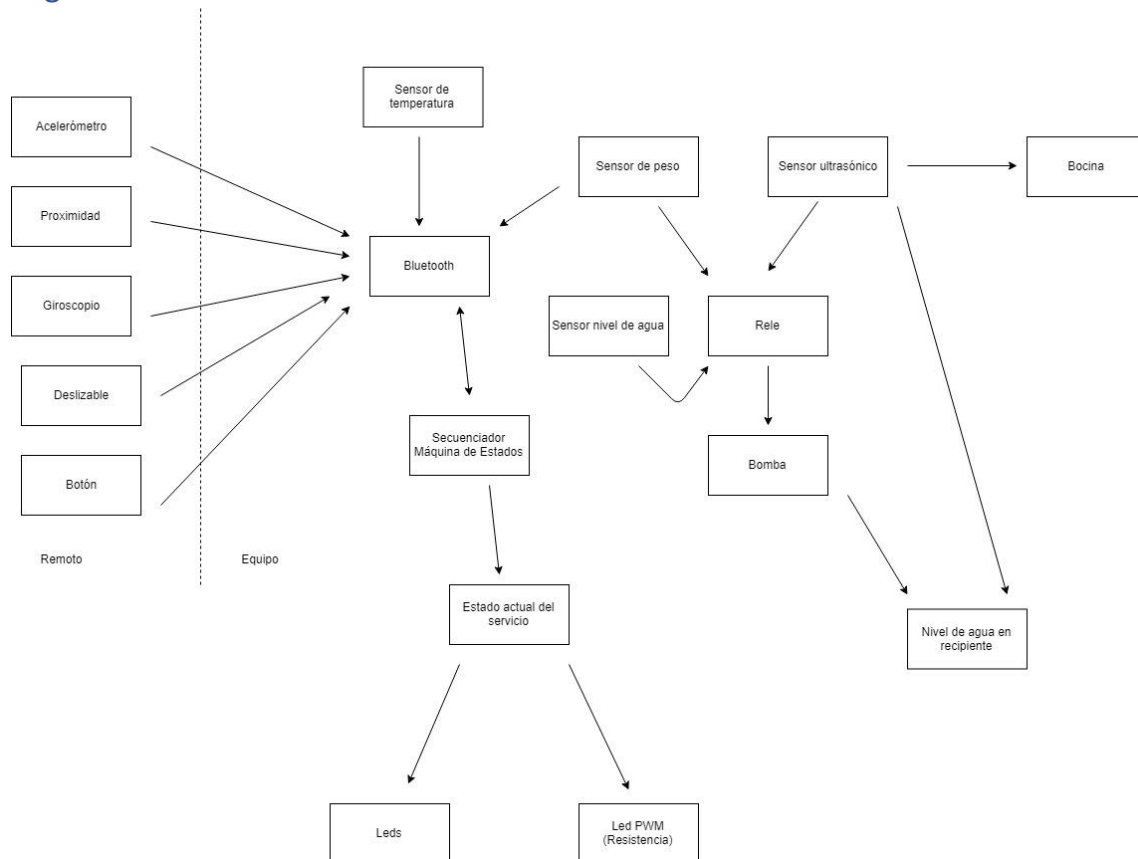 Sensor de
temperatura
Acelerómetro
Sensor de peso
Sensor ultrasónico
Bocina
Proximidad
Bluetooth
Giroscopio
Sensor nivel de agua
Rele
Deslizable
Secuenciador
Máquina de Estados
Bomba
Botón
Remoto
Equipo
Estado actual del
servicio
Nivel de agua en
recipiente
Leds
Led PWM
(Resistencia)